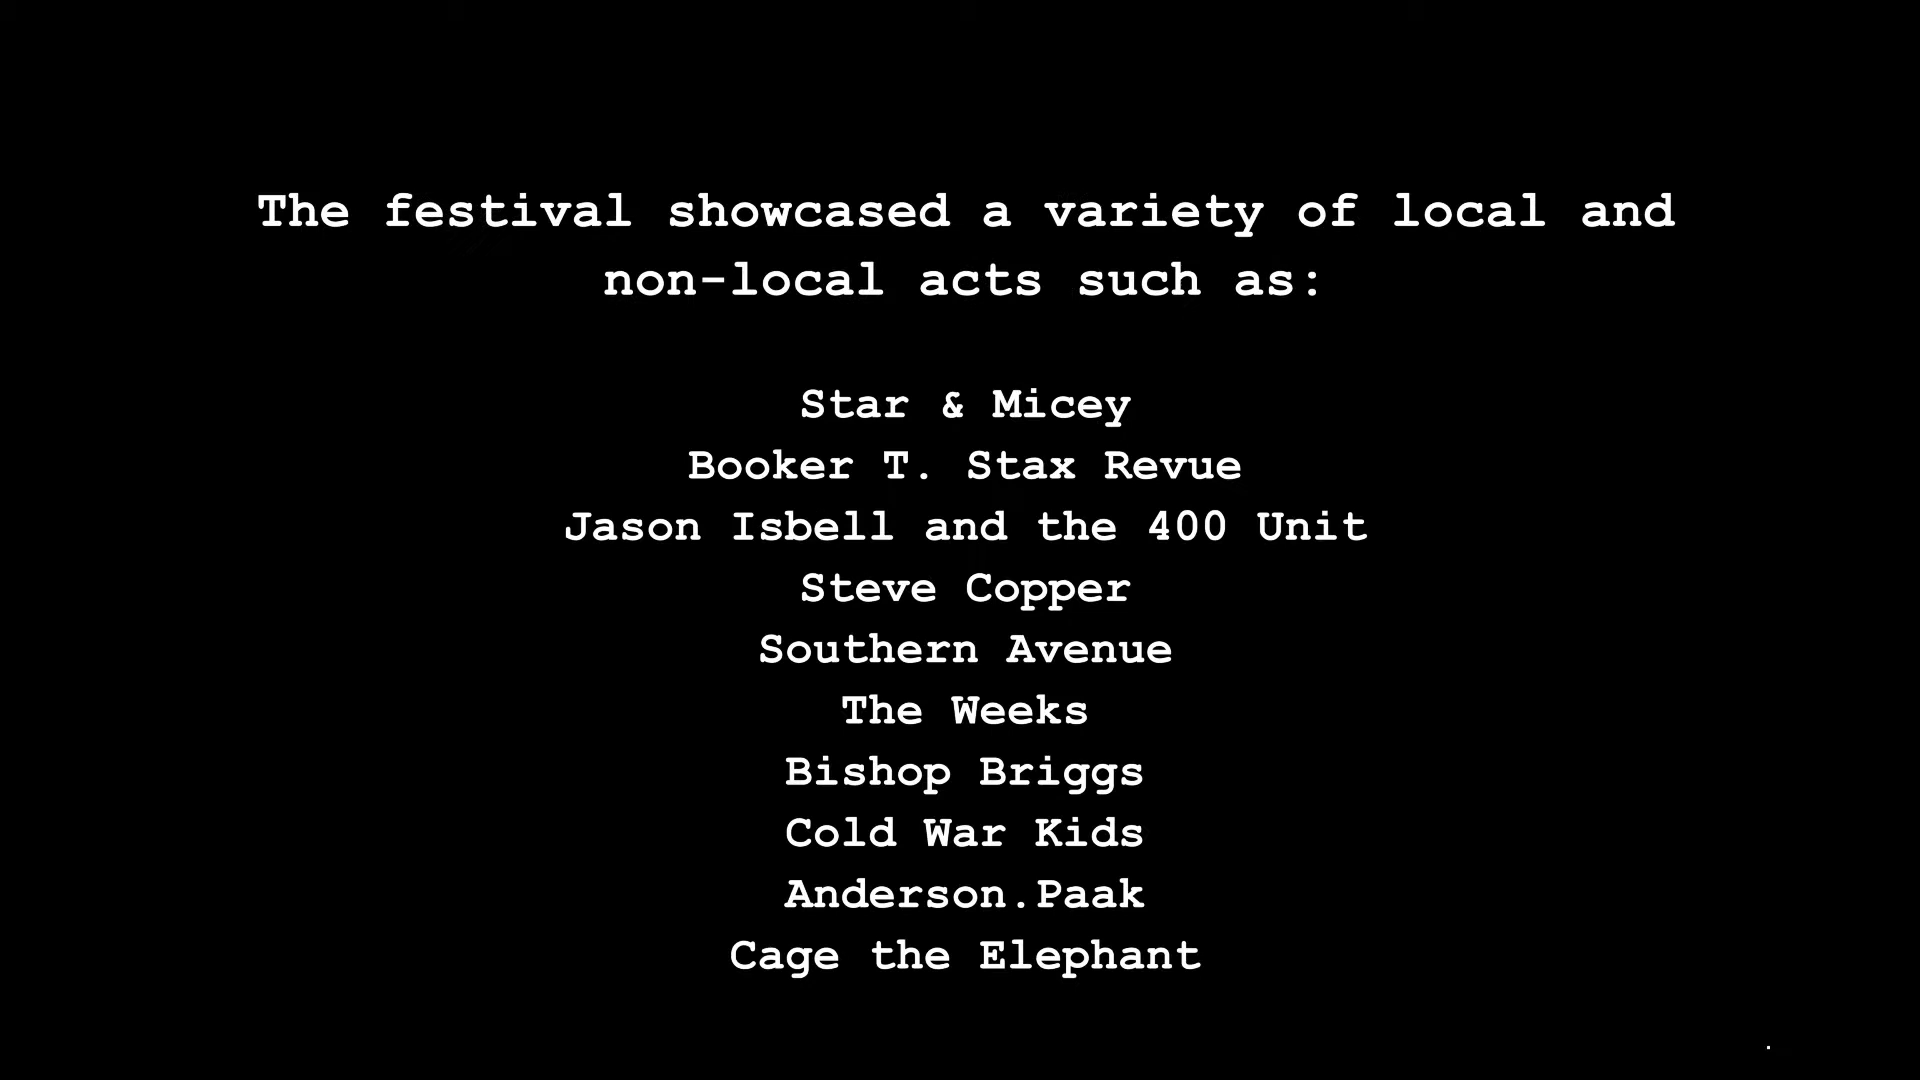 The festival showcased a variety of local and
non-local acts such as:
Star & Micey
Booker T. Stax Revue
Jason Isbell and the 400 Unit
Steve Copper
Southern Avenue
The Weeks
Bishop Briggs
Cold War Kids
Anderson.Paak
Cage the Elephant
.